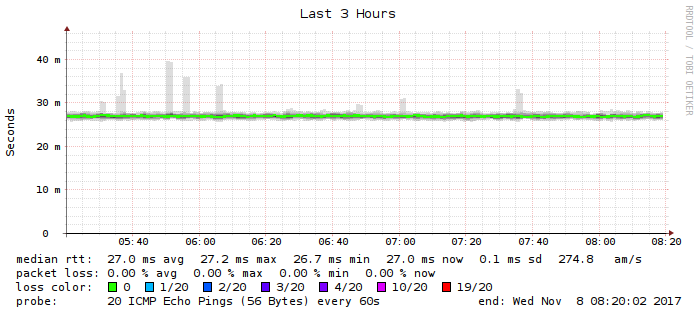 Last 3 Hours
RRDTOOL / TOBI OETIKER
Seconds
40 m
30 m
20 m
10 m
0
05:40 06:00 06:20 06:40 07:00 07:20 07:40 08:00 08:20
median rtt: 27.0 ms avg 27.2 ms max 26.7 ms min 27.0 ms now 0.1 ms sd 274.8 am/s
packet loss: 0.00 % avg 0.00 % max 0.00 % min 0.00 % now
loss color: 0 1/20 2/20 3/20 4/20 10/20 19/20
probe: 20 ICMP Echo Pings (56 Bytes) every 60s end: Wed Nov 8 08:20:02 2017